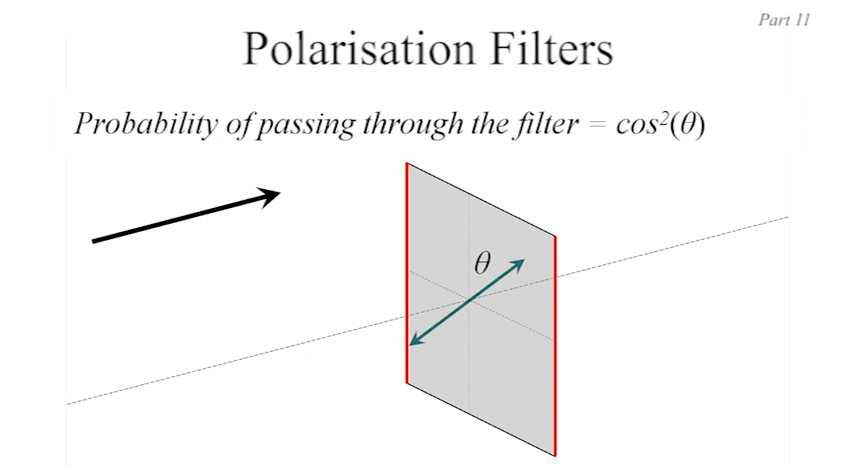 Part 11
Polarisation Filters
Probability of passing through the filter = cos²(θ)
θ